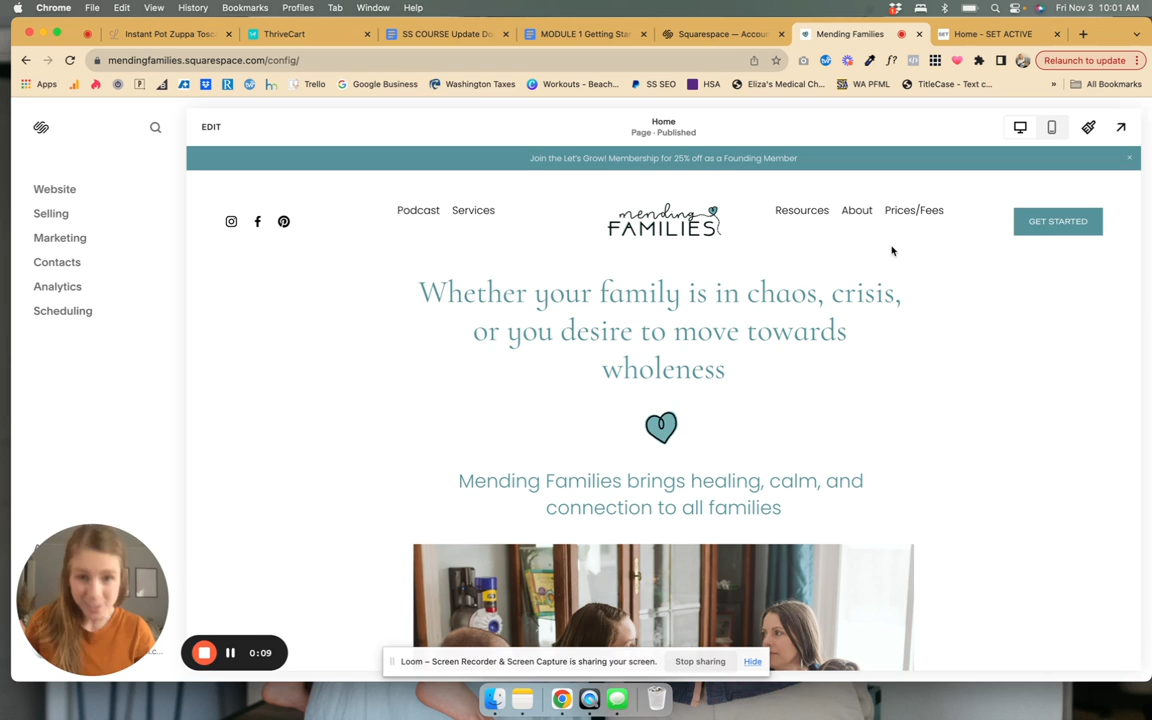 Chrome File Edit View History Bookmarks Profiles Tab Window Help Fri Nov 3 10:01 AM
Instant Pot Zuppa Tosc × ThriveCart × SS COURSE Update Do × MODULE 1 Getting Star × Squarespace — Accoun × Mending Families × Home - SET ACTIVE × +
mendingfamilies.squarespace.com/config/ Relaunch to update
Apps Trello Google Business Washington Taxes Workouts - Beach... SS SEO HSA Eliza's Medical Ch... WA PFML TitleCase - Text c... » All Bookmarks
EDIT
Home
Page · Published
Join the Let's Grow! Membership for 25% off as a Founding Member ×
Website
Selling
Marketing
Contacts
Analytics
Scheduling
Podcast Services
mending
FAMILIES
Resources About Prices/Fees
GET STARTED
Whether your family is in chaos, crisis,
or you desire to move towards
wholeness
Mending Families brings healing, calm, and
connection to all families
0:09
Loom – Screen Recorder & Screen Capture is sharing your screen. Stop sharing Hide